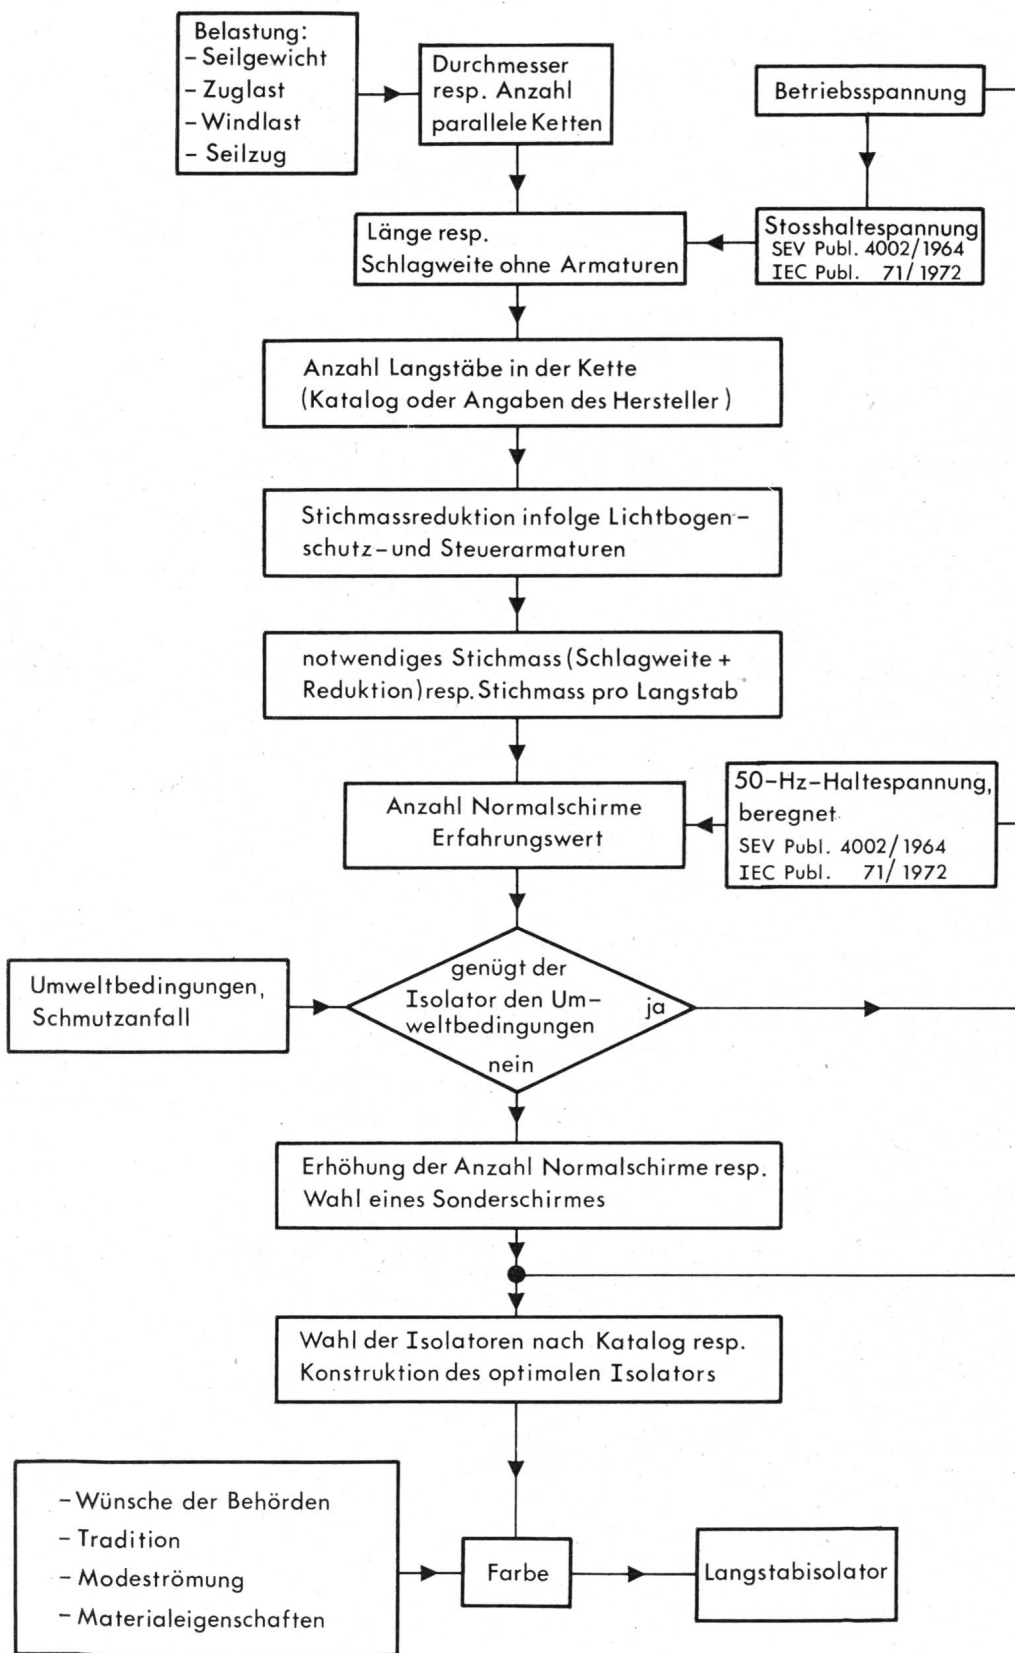 Belastung:
- Seilgewicht
- Zuglast
- Windlast
- Seilzug
Durchmesser
resp. Anzahl
parallele Ketten
Betriebsspannung
Länge resp.
Schlagweite ohne Armaturen
Stosshaltespannung
SEV Publ. 4002/1964
IEC Publ. 71/1972
Anzahl Langstäbe in der Kette
(Katalog oder Angaben des Hersteller)
Stichmassreduktion infolge Lichtbogen-
schutz-und Steuerarmaturen
notwendiges Stichmass (Schlagweite +
Reduktion) resp. Stichmass pro Langstab
Anzahl Normalschirme
Erfahrungswert
50-Hz-Haltespannung,
beregnet
SEV Publ. 4002/1964
IEC Publ. 71/1972
Umweltbedingungen,
Schmutzanfall
genügt der
Isolator den Um-
weltbedingungen
ja
nein
Erhöhung der Anzahl Normalschirme resp.
Wahl eines Sonderschirmes
Wahl der Isolatoren nach Katalog resp.
Konstruktion des optimalen Isolators
- Wünsche der Behörden
- Tradition
- Modeströmung
- Materialeigenschaften
Farbe
Langstabisolator